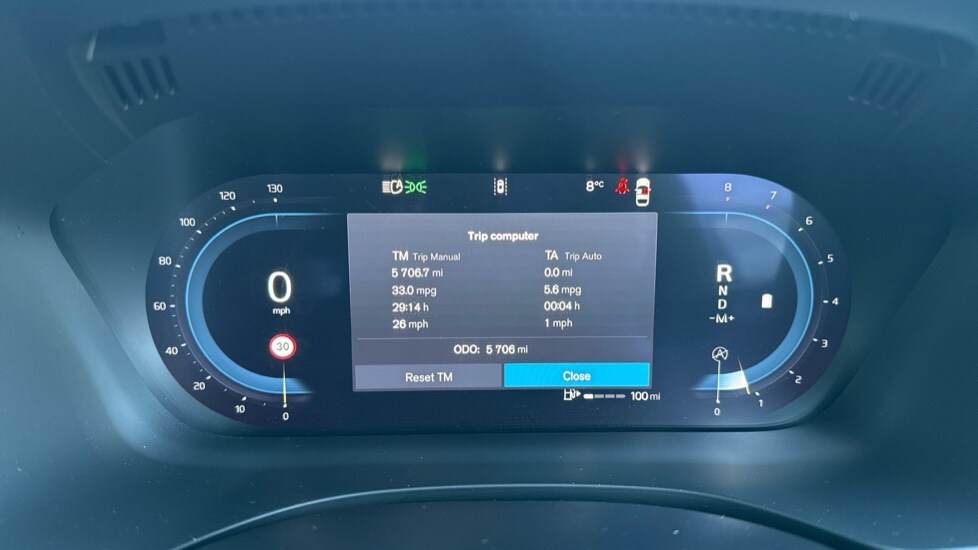 8°C
130
120
100
80
60
40
20
10
0
0
mph
30
Trip computer
TM Trip Manual TA Trip Auto
5 706.7 mi 0.0 mi
33.0 mpg 5.6 mpg
29:14 h 00:04 h
26 mph 1 mph
ODO: 5 706 mi
Reset TM Close
100 mi
R
N
D
-M+
A
8
7
6
5
4
3
2
1
0